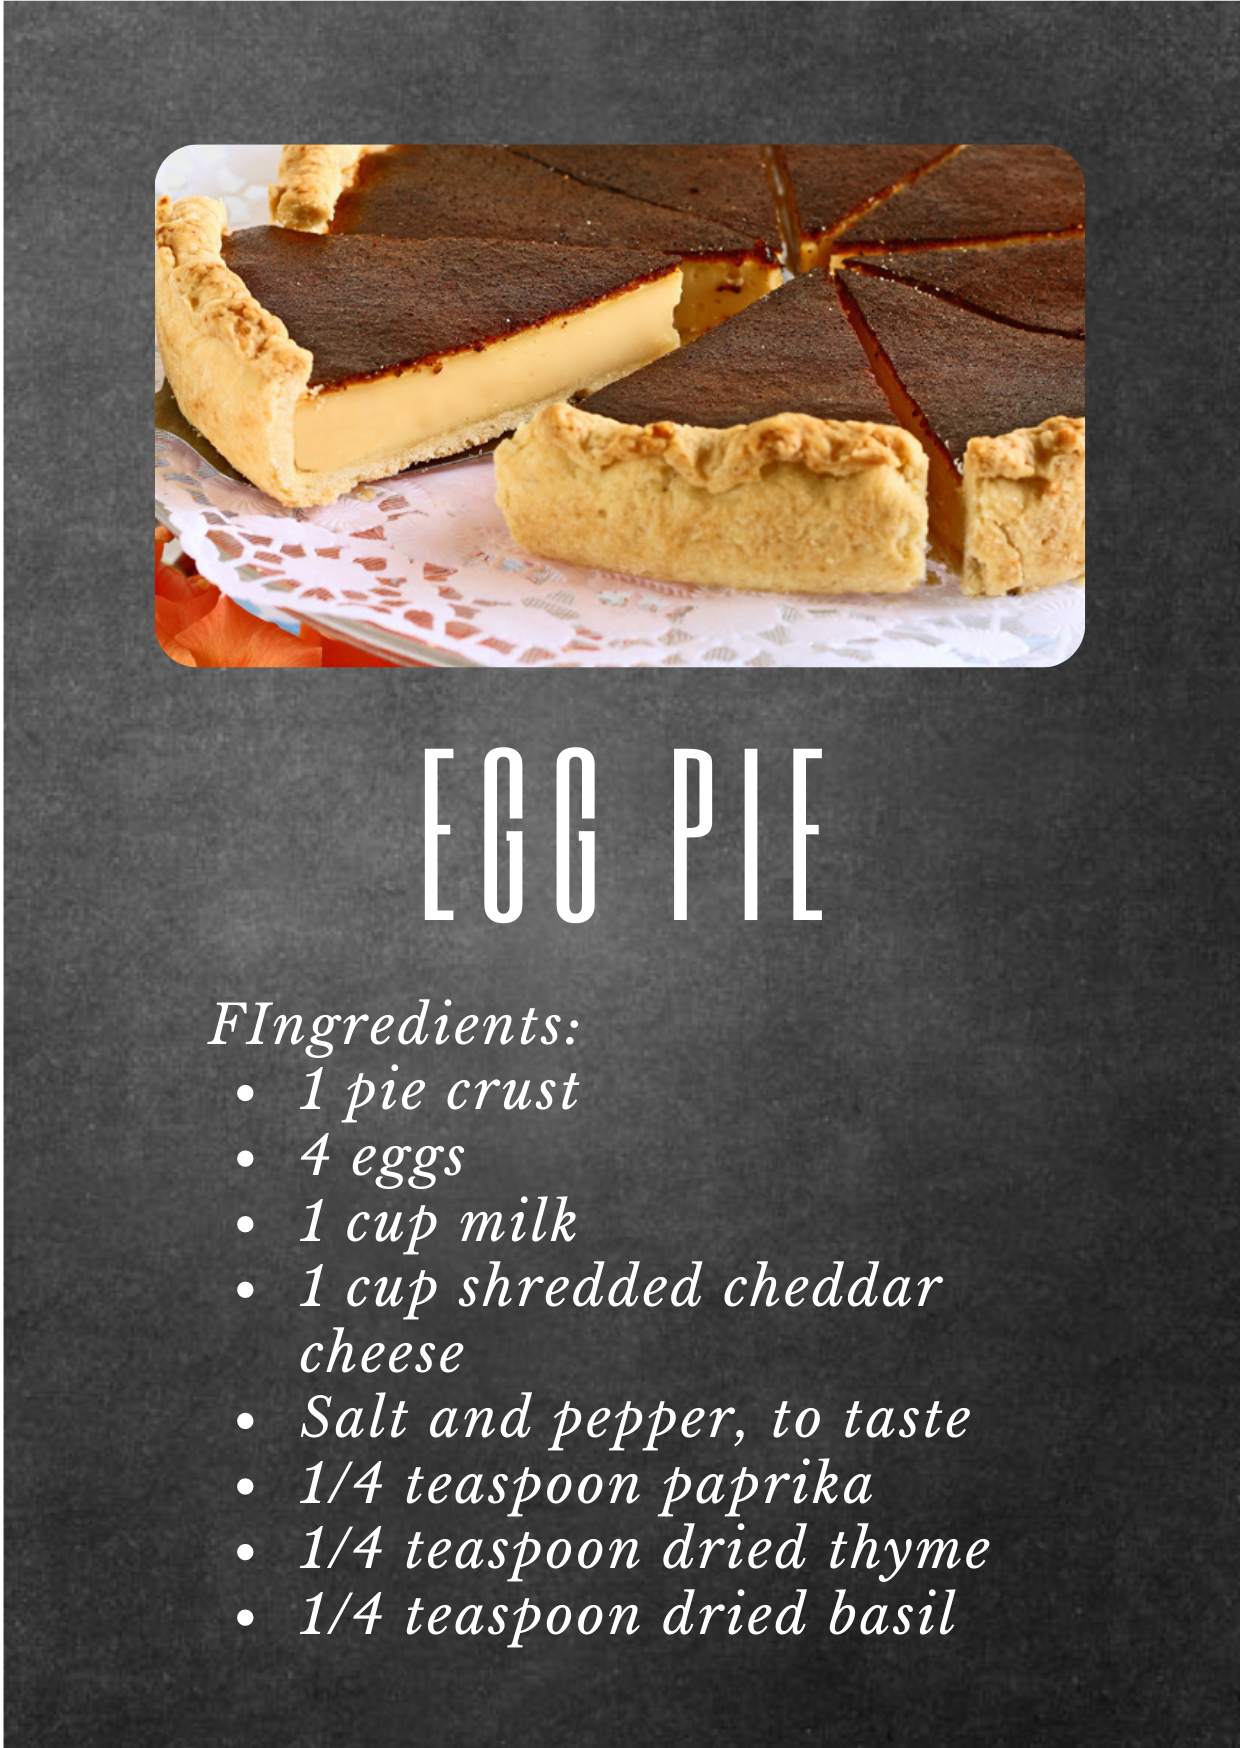 EGG PIE
FIngredients:
• 1 pie crust
• 4 eggs
• 1 cup milk
• 1 cup shredded cheddar
cheese
• Salt and pepper, to taste
• 1/4 teaspoon paprika
• 1/4 teaspoon dried thyme
• 1/4 teaspoon dried basil